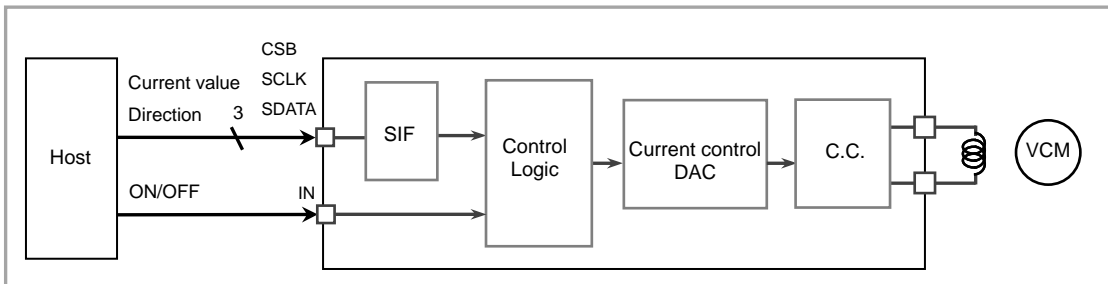 CSB
SCLK
SDATA
Current value
Direction
3
Host
ON/OFF
IN
SIF
Control
Logic
Current control
DAC
C.C.
VCM